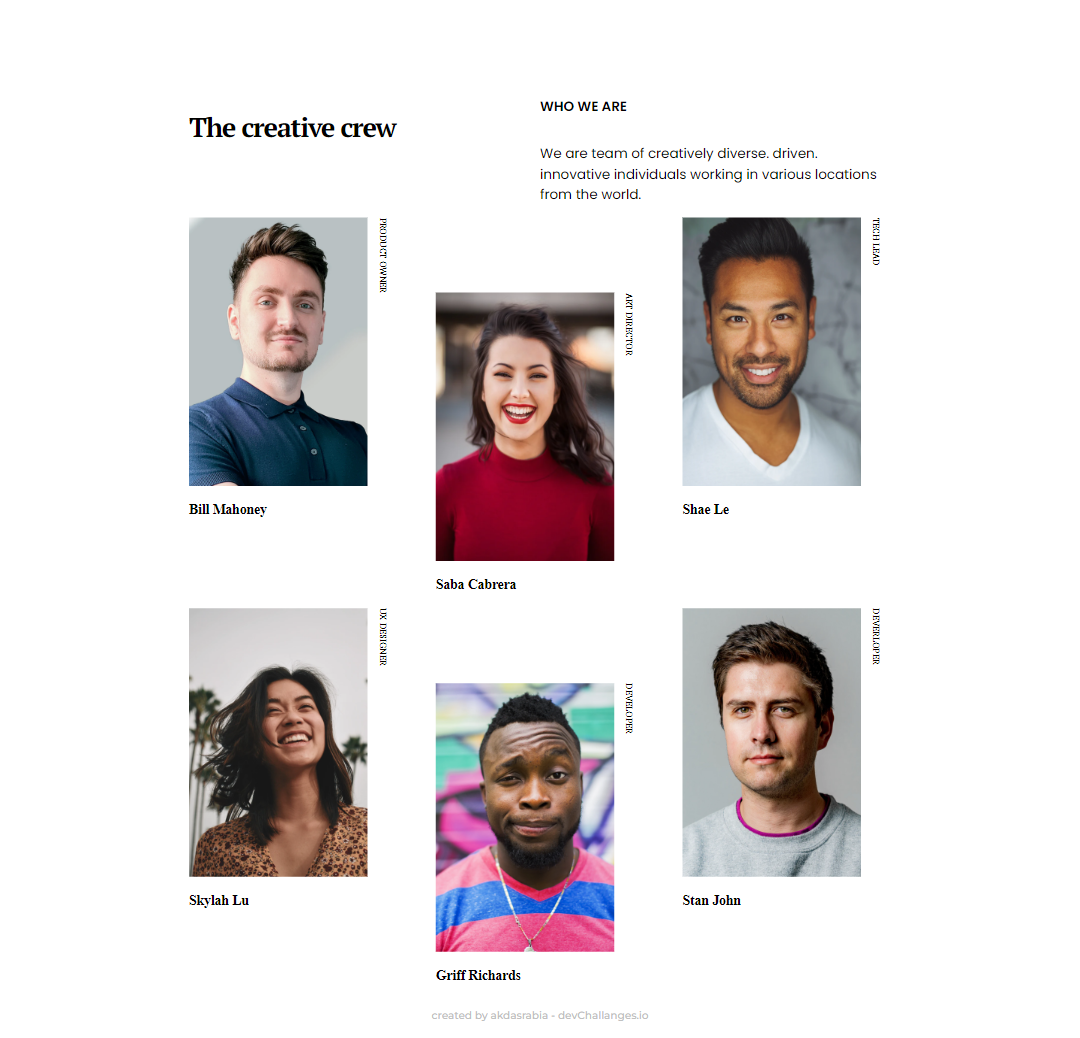 The creative crew
WHO WE ARE
We are team of creatively diverse. driven.
innovative individuals working in various locations
from the world.
PRODUCT OWNER
Bill Mahoney
ART DIRECTOR
Saba Cabrera
TECH LEAD
Shae Le
UX DESIGNER
Skylah Lu
DEVELOPER
Griff Richards
DEVERLOPER
Stan John
created by akdasrabia - devChallanges.io